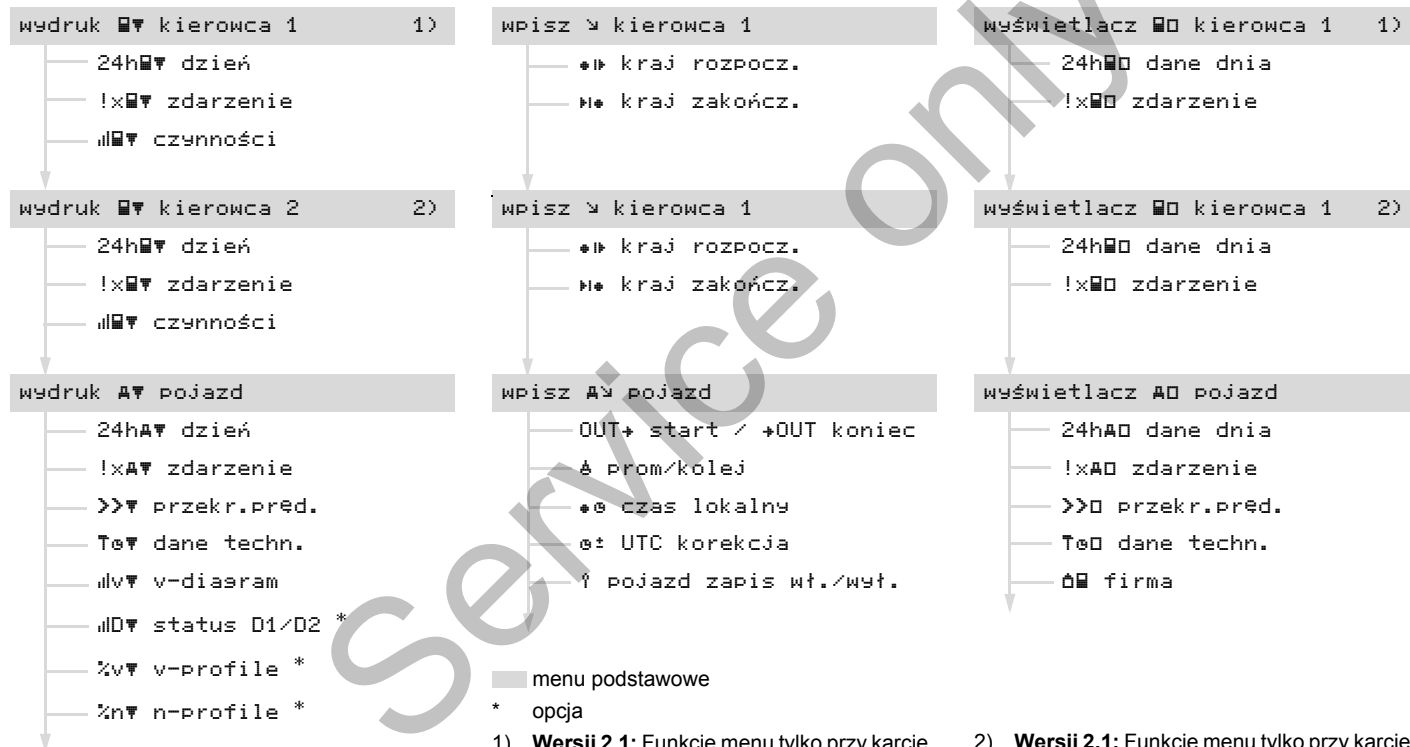 wydruk kierowca 1 1)
24h dzień
!x zdarzenie
czynności
wydruk kierowca 2 2)
24h dzień
!x zdarzenie
czynności
wydruk pojazd
24h dzień
!x zdarzenie
>> przekr.pręd.
dane techn.
v v-diagram
D status D1/D2 *
%v v-profile *
%n n-profile *
wpisz kierowca 1
kraj rozpocz.
kraj zakończ.
wpisz kierowca 1
kraj rozpocz.
kraj zakończ.
wpisz pojazd
OUT→ start / →OUT koniec
prom/kolej
czas lokalny
UTC korekcja
pojazd zapis wł./wył.
wyświetlacz kierowca 1 1)
24h dane dnia
!x zdarzenie
wyświetlacz kierowca 1 2)
24h dane dnia
!x zdarzenie
wyświetlacz pojazd
24h dane dnia
!x zdarzenie
>> przekr.pręd.
dane techn.
firma
menu podstawowe
* opcja
1) Wersji 2.1: Funkcje menu tylko przy karcie
2) Wersji 2.1: Funkcje menu tylko przy karcie
Service only